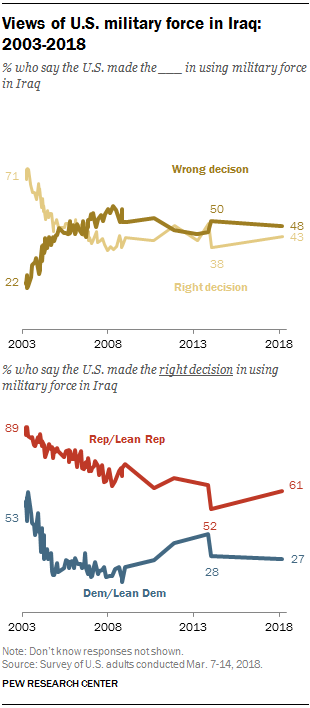 Views of U.S. military force in Iraq:
2003-2018
% who say the U.S. made the ___ in using military force
in Iraq
71
Wrong decison
50
48
43
38
22
Right decision
2003 2008 2013 2018
% who say the U.S. made the right decision in using
military force in Iraq
89
Rep/Lean Rep
61
53
52
28
27
Dem/Lean Dem
2003 2008 2013 2018
Note: Don't know responses not shown.
Source: Survey of U.S. adults conducted Mar. 7-14, 2018.
PEW RESEARCH CENTER